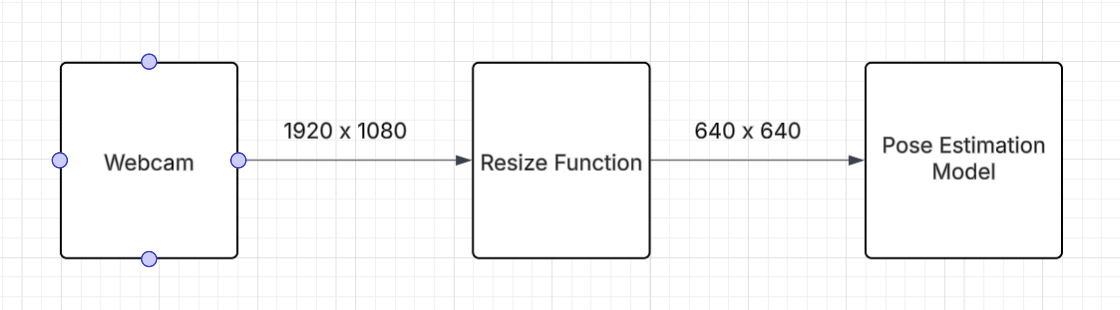 1920 x 1080
640 x 640
Webcam
Resize Function
Pose Estimation
Model